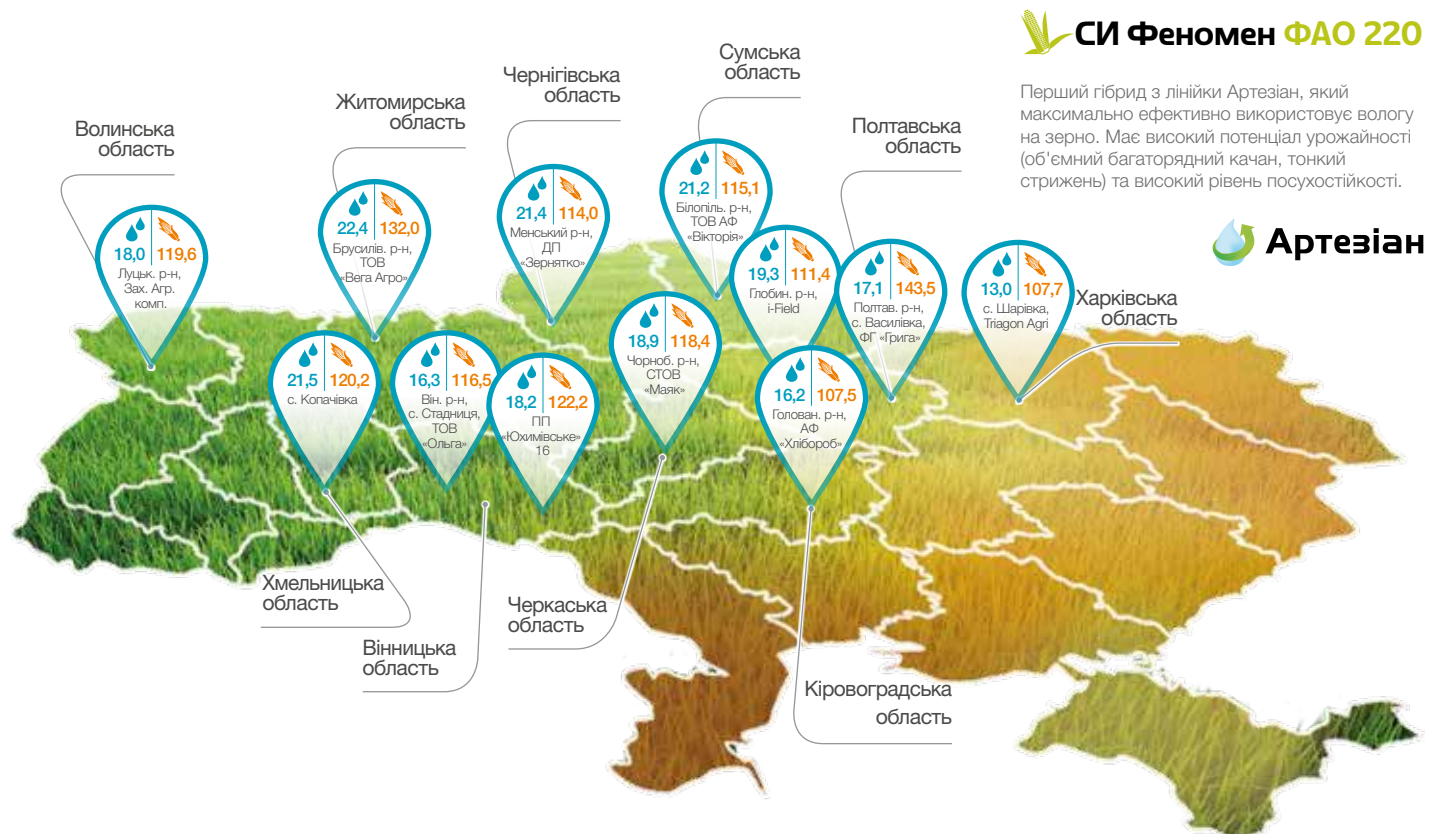 СИ Феномен ФАО 220
Перший гібрид з лінійки Артезіан, який
максимально ефективно використовує вологу
на зерно. Має високий потенціал урожайності
(об'ємний багаторядний качан, тонкий
стрижень) та високий рівень посухостійкості.
Артезіан
Волинська
область
18,0 119,6
Луцьк. р-н,
Зах. Агр.
комп.
Житомирська
область
22,4 132,0
Брусилів. р-н,
ТОВ
«Вега Агро»
Чернігівська
область
21,4 114,0
Менський р-н,
ДП
«Зернятко»
Сумська
область
21,2 115,1
Білопіль. р-н,
ТОВ АФ
«Вікторія»
Полтавська
область
19,3 111,4
Глобин. р-н,
i-Field
17,1 143,5
Полтав. р-н,
с. Василівка,
ФГ «Грига»
13,0 107,7
с. Шарівка,
Triagon Agri
Харківська
область
21,5 120,2
с. Копачівка
16,3 116,5
Він. р-н,
с. Стадниця,
ТОВ
«Ольга»
18,2 122,2
ПП
«Юхимівське»
16
18,9 118,4
Чорноб. р-н,
СТОВ
«Маяк»
16,2 107,5
Голован. р-н,
АФ
«Хлібороб»
Хмельницька
область
Вінницька
область
Черкаська
область
Кіровоградська
область